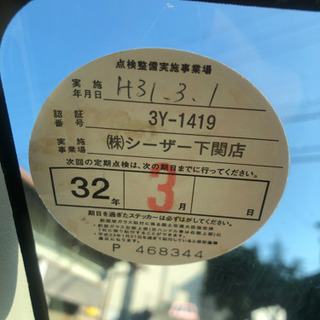 点検整備実施事業場
実施年月日 H31.3.1
認証番号 3Y-1419
実施事業場 ㈱シーザー下関店
次回の定期点検は、次の期日までに行ってください。
32年 3月 日
期日を過ぎたステッカーは必ずはがしてください。
P 468344